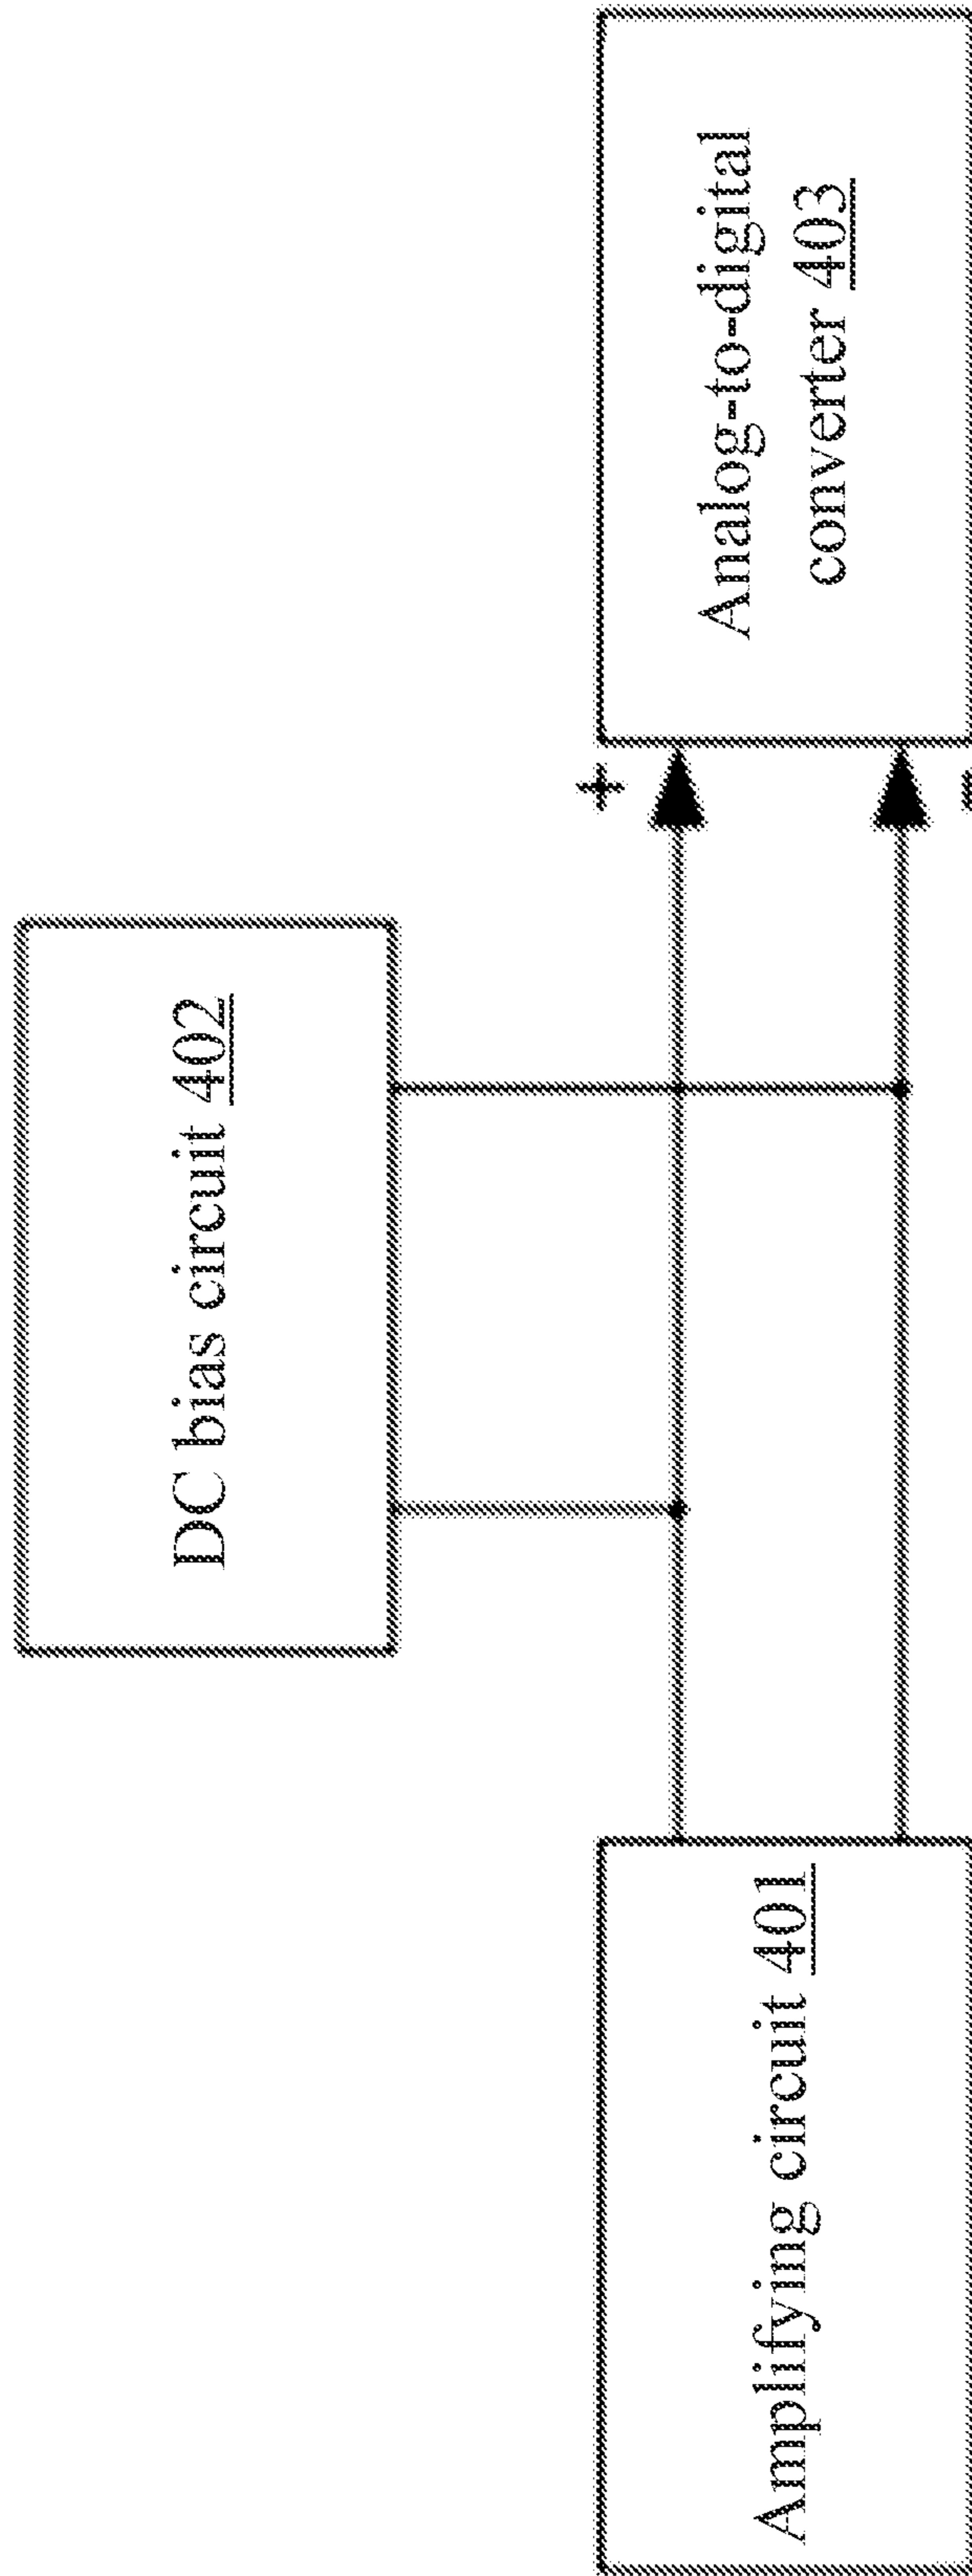 DC bias circuit 402
Amplifying circuit 401
+
Analog-to-digital
converter 403
-